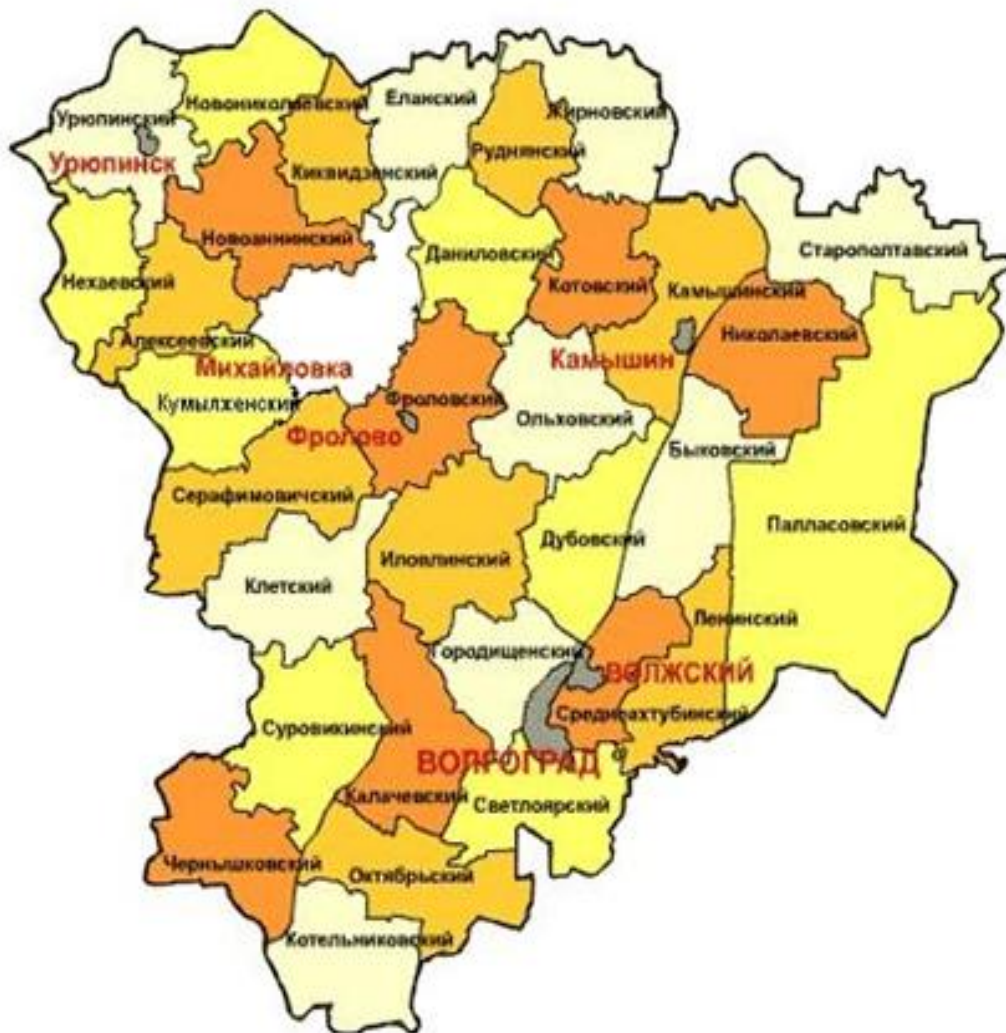 Еланский
Новониколаевский
Жирновский
Урюпинский
Руднянский
Урюпинск
Киквидзенский
Новоаннинский
Старополтавский
Даниловский
Нехаевский
Котовский
Камышинский
Николаевский
Алексеевский
Камышин
Михайловка
Фроловский
Кумылженский
Ольховский
Фролово
Быковский
Серафимовичский
Палласовский
Дубовский
Иловлинский
Клетский
Ленинский
Городищенский
ВОЛЖСКИЙ
Среднеахтубинский
Суровикинский
ВОЛГОГРАД
Калачевский
Светлоярский
Чернышковский
Октябрьский
Котельниковский